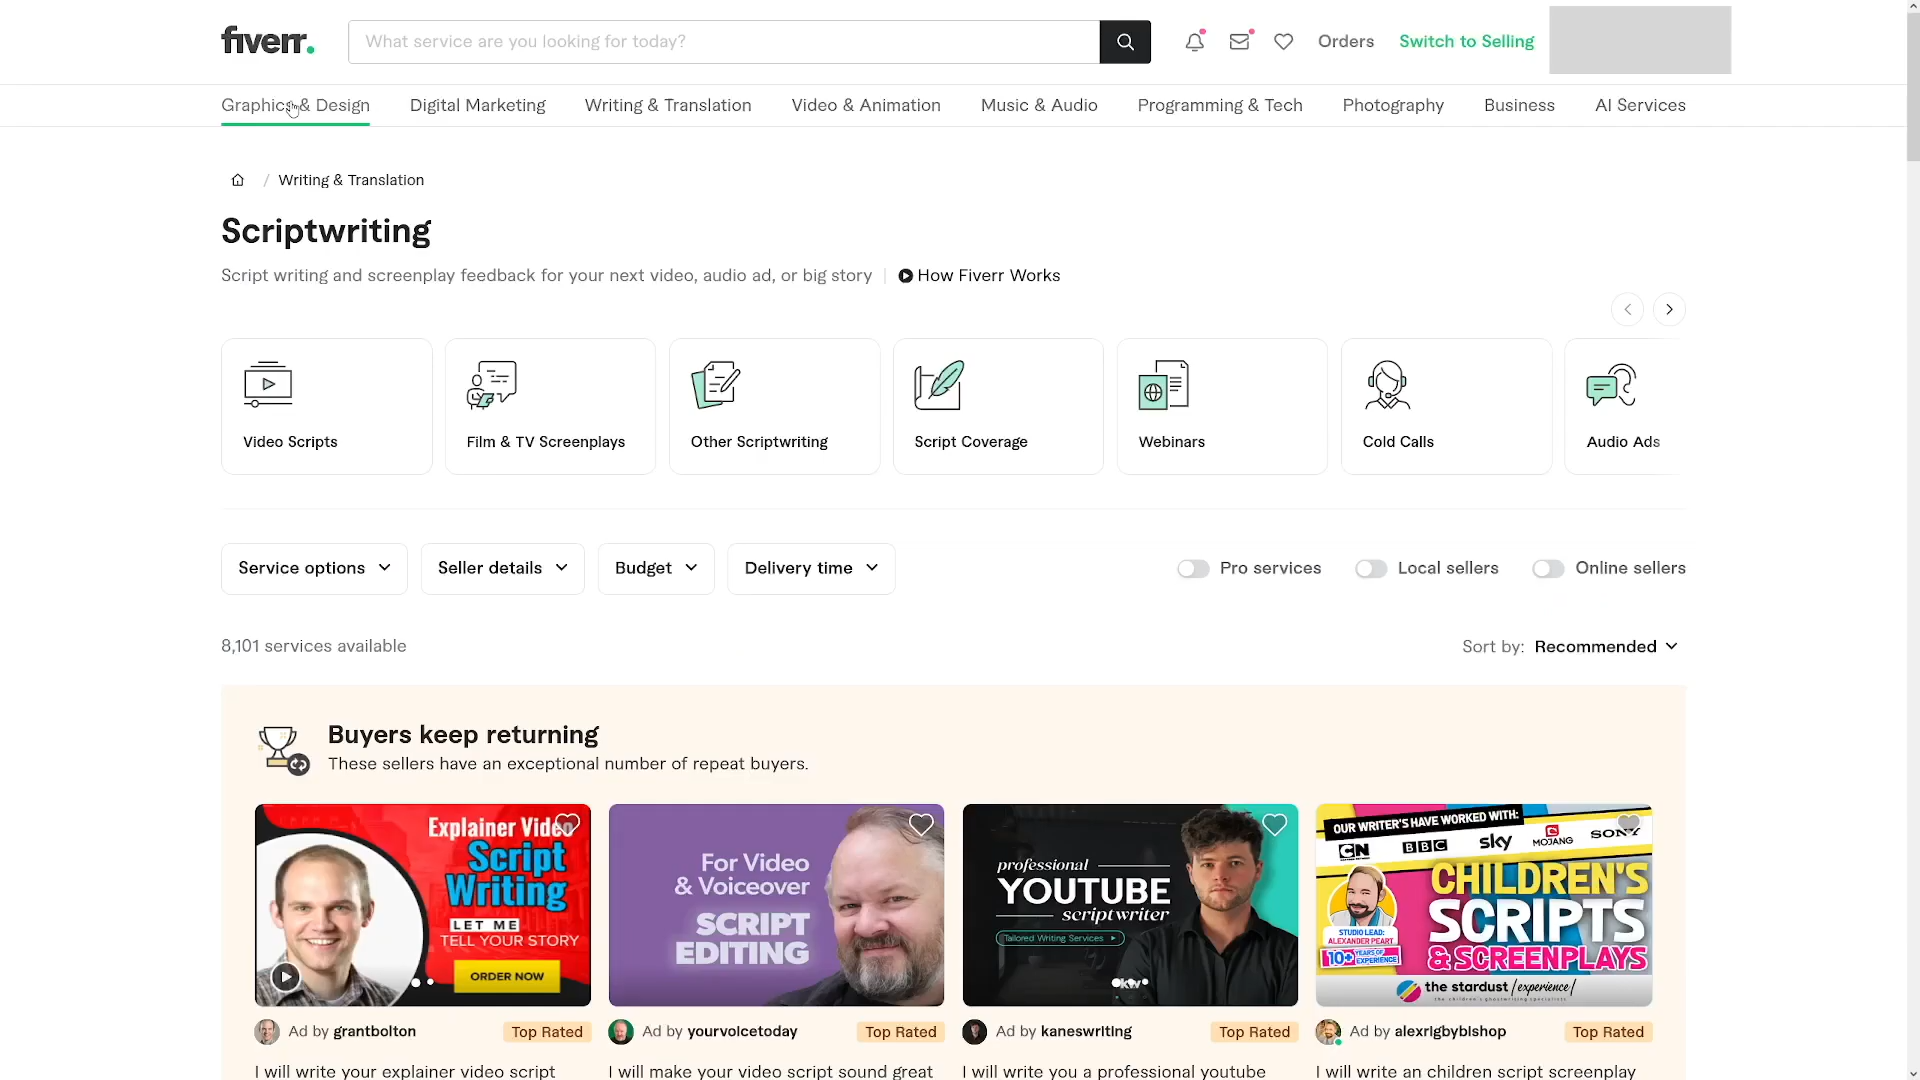 fiverr.
What service are you looking for today?
Orders
Switch to Selling
Graphics & Design
Digital Marketing
Writing & Translation
Video & Animation
Music & Audio
Programming & Tech
Photography
Business
AI Services
/ Writing & Translation
Scriptwriting
Script writing and screenplay feedback for your next video, audio ad, or big story
How Fiverr Works
Video Scripts
Film & TV Screenplays
Other Scriptwriting
Script Coverage
Webinars
Cold Calls
Audio Ads
Service options
Seller details
Budget
Delivery time
Pro services
Local sellers
Online sellers
8,101 services available
Sort by: Recommended
Buyers keep returning
These sellers have an exceptional number of repeat buyers.
Explainer Video
Script
Writing
LET ME
TELL YOUR STORY
ORDER NOW
For Video
& Voiceover
SCRIPT
EDITING
professional
YOUTUBE
scriptwriter
Tailored Writing Services
OUR WRITER'S HAVE WORKED WITH:
CN
BBC
sky
MOJANG
SONY
CHILDREN'S
SCRIPTS
& SCREENPLAYS
STUDIO LEAD:
ALEXANDER PEART
10+ YEARS OF EXPERIENCE
the stardust /experience/
the children's ghostwriting specialists
Ad by grantbolton
Top Rated
Ad by yourvoicetoday
Top Rated
Ad by kaneswriting
Top Rated
Ad by alexrigbybishop
Top Rated
I will write your explainer video script
I will make your video script sound great
I will write you a professional youtube
I will write an children script screenplay